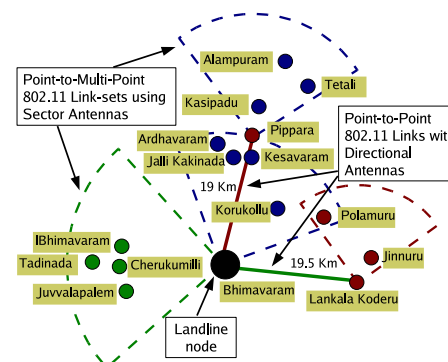 Alampuram
Tetali
Point-to-Multi-Point
802.11 Link-sets using
Sector Antennas
Kasipadu
Point-to-Point
802.11 Links wit
Directional
Antennas
Pippara
Ardhavaram
Jalli Kakinada
Kesavaram
19 Km
Korukollu
Polamuru
IBhimavaram
Tadinada
Cherukumilli
Jinnuru
19.5 Km
Juvvalapalem
Bhimavaram
Lankala Koderu
Landline
node